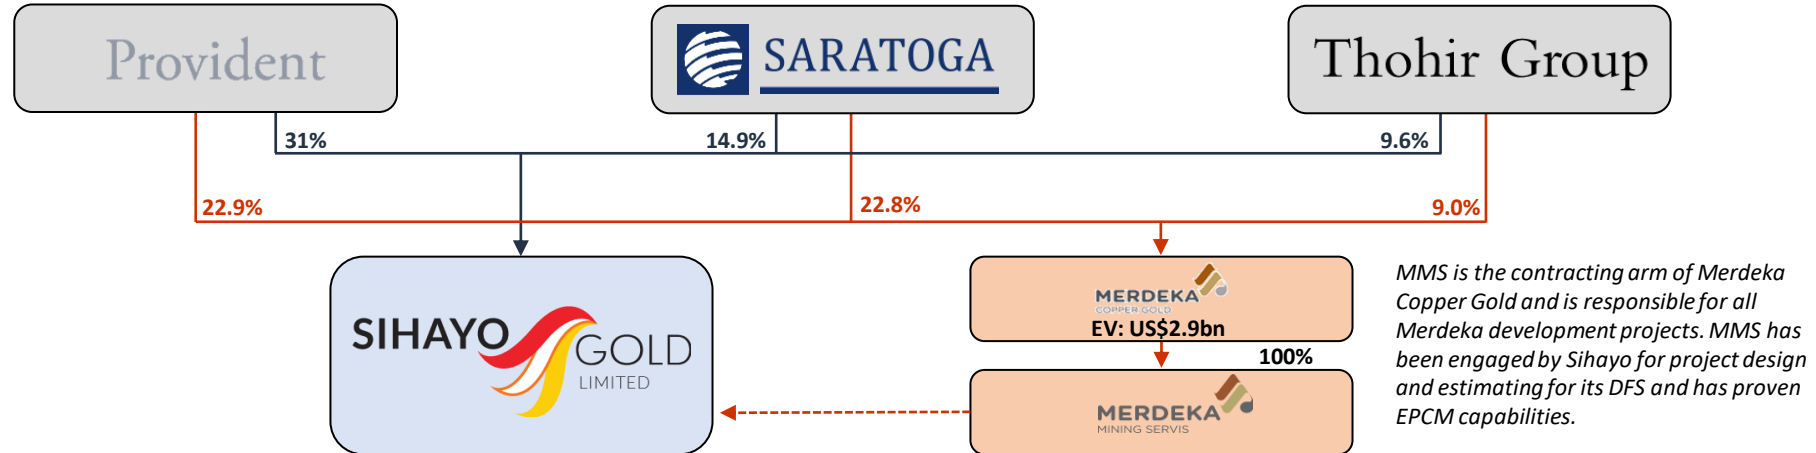 Provident
SARATOGA
Thohir Group
31%
14.9%
9.6%
22.9%
22.8%
9.0%
SIHAYO
GOLD
LIMITED
MERDEKA
COPPER GOLD
EV: US$2.9bn
100%
MERDEKA
MINING SERVIS
MMS is the contracting arm of Merdeka
Copper Gold and is responsible for all
Merdeka development projects. MMS has
been engaged by Sihayo for project design
and estimating for its DFS and has proven
EPCM capabilities.